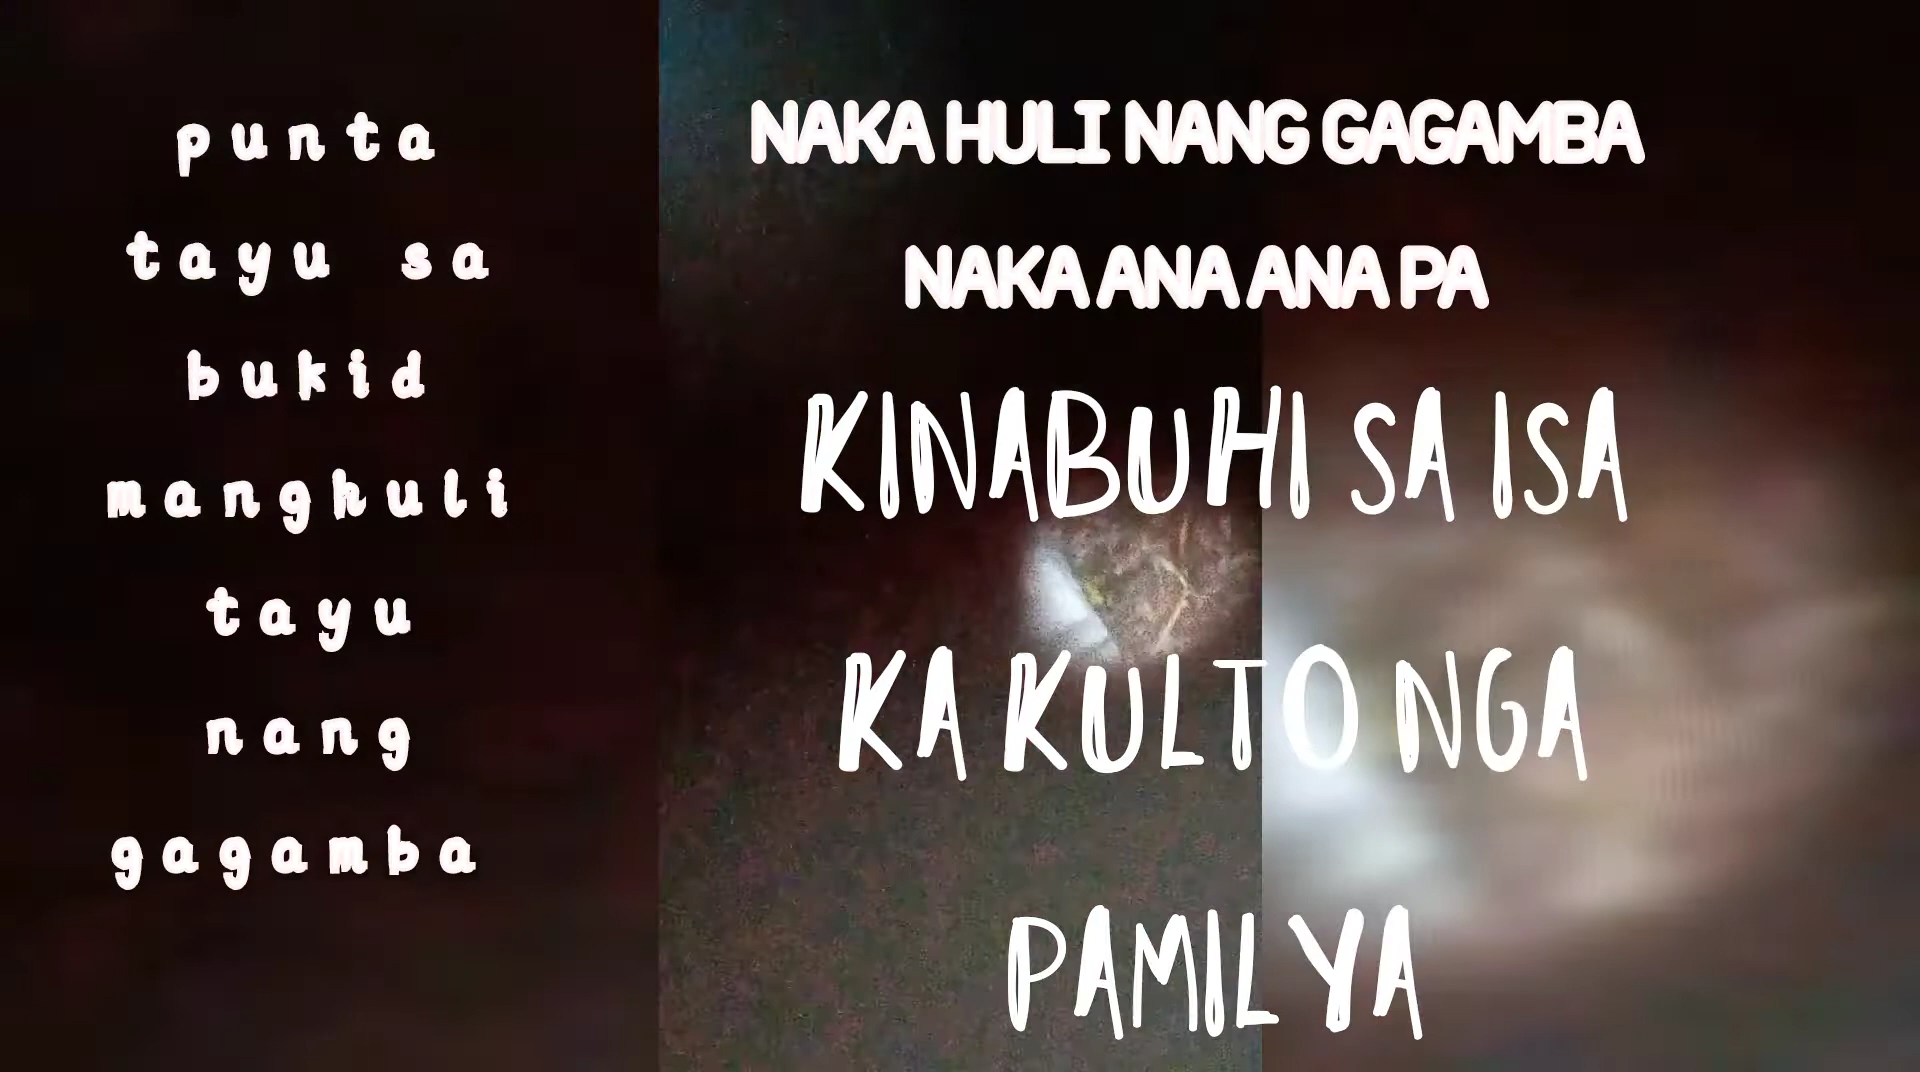 punta
tayu sa
bukid
manghuli
tayu
nang
gagamba
NAKA HULI NANG GAGAMBA
NAKA ANA ANA PA
KINABUHI SA ISA
KA KULTO NGA
PAMILYA